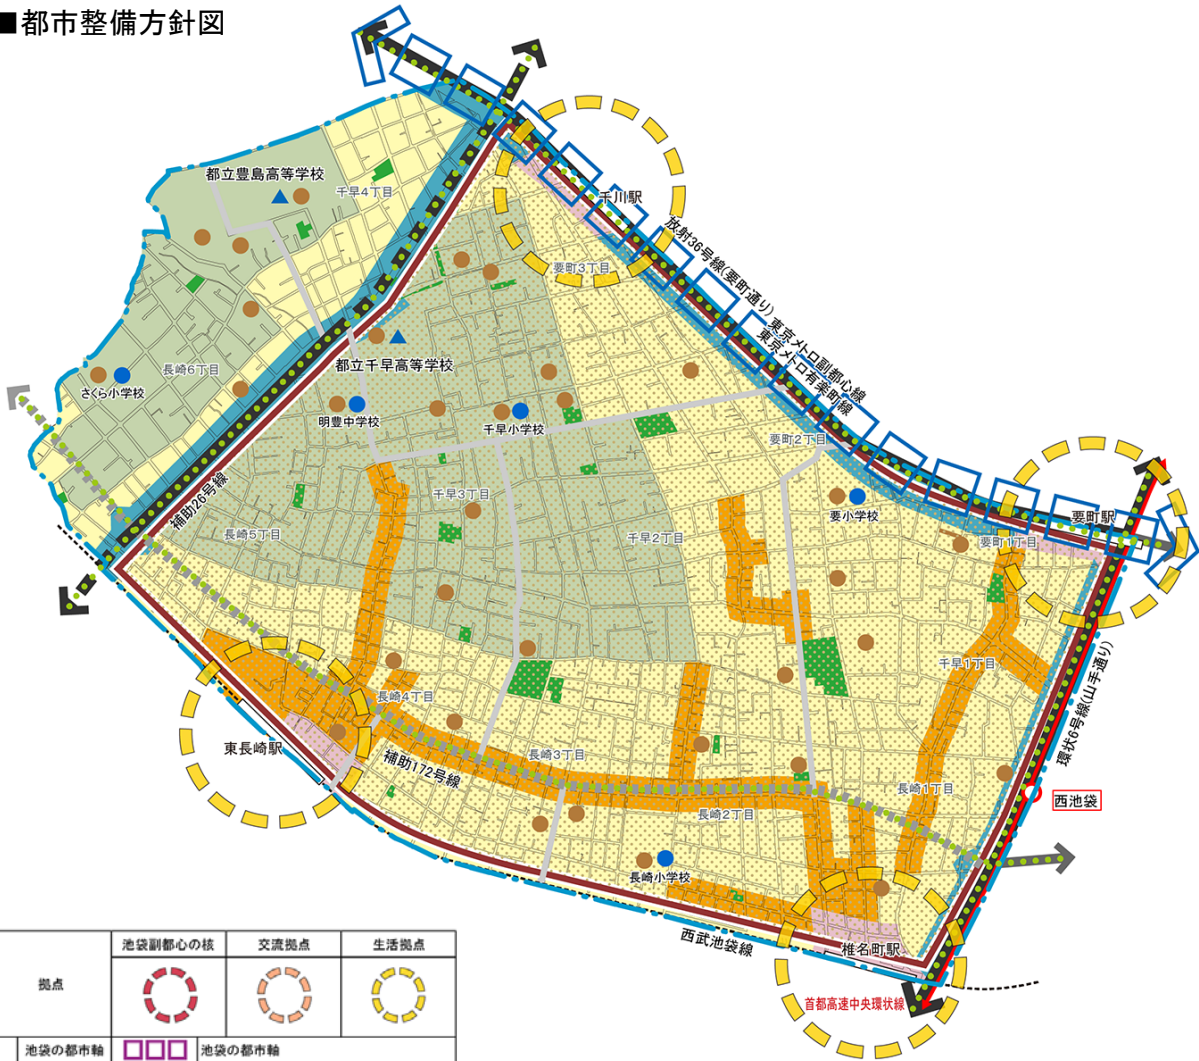 ■都市整備方針図
都立豊島高等学校
千早4丁目
千川駅
放射36号線(要町通り)
要町3丁目
東京メトロ副都心線
東京メトロ有楽町線
都立千早高等学校
長崎6丁目
さくら小学校
明豊中学校
千早小学校
要町2丁目
補助26号線
千早3丁目
要小学校
要町駅
長崎5丁目
千早2丁目
要町1丁目
千早1丁目
環状6号線(山手通り)
長崎4丁目
東長崎駅
補助172号線
長崎3丁目
長崎1丁目
西池袋
長崎2丁目
長崎小学校
西武池袋線
椎名町駅
首都高速中央環状線
池袋副都心の核
交流拠点
生活拠点
拠点
池袋の都市軸
池袋の都市軸